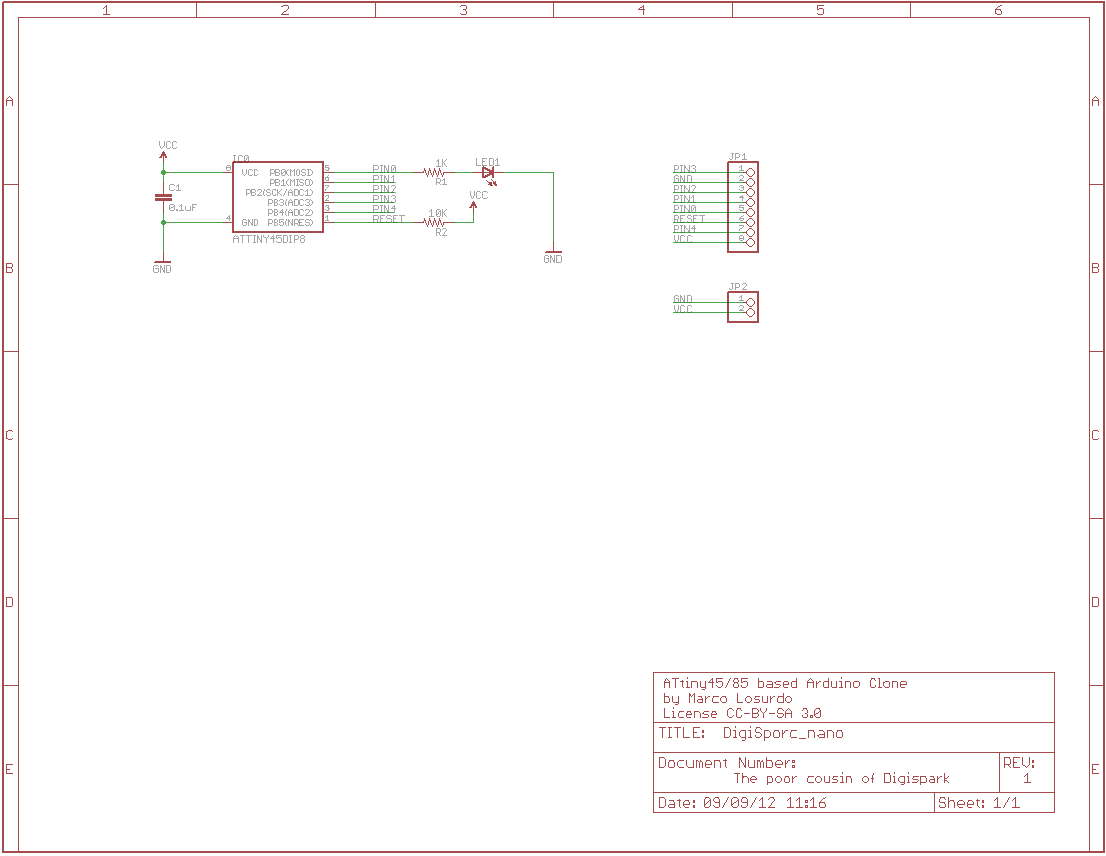 1 2 3 4 5 6
A A
B B
C C
D D
E E
VCC
C1
0.1uF
GND
IC0
8 VCC PB0(MOSI) 5
PB1(MISO) 6
PB2(SCK/ADC1) 7
PB3(ADC3) 2
PB4(ADC2) 3
4 GND PB5(NRES) 1
ATTINY45DIP8
PIN0
PIN1
PIN2
PIN3
PIN4
RESET
1K
R1
LED1
VCC
10K
R2
GND
JP1
PIN3 1
GND 2
PIN2 3
PIN1 4
PIN0 5
RESET 6
PIN4 7
VCC 8
JP2
GND 1
VCC 2
ATtiny45/85 based Arduino Clone
by Marco Losurdo
License CC-BY-SA 3.0
TITLE: DigiSporc_nano
Document Number:
The poor cousin of Digispark
REV:
1
Date: 09/09/12 11:16
Sheet: 1/1